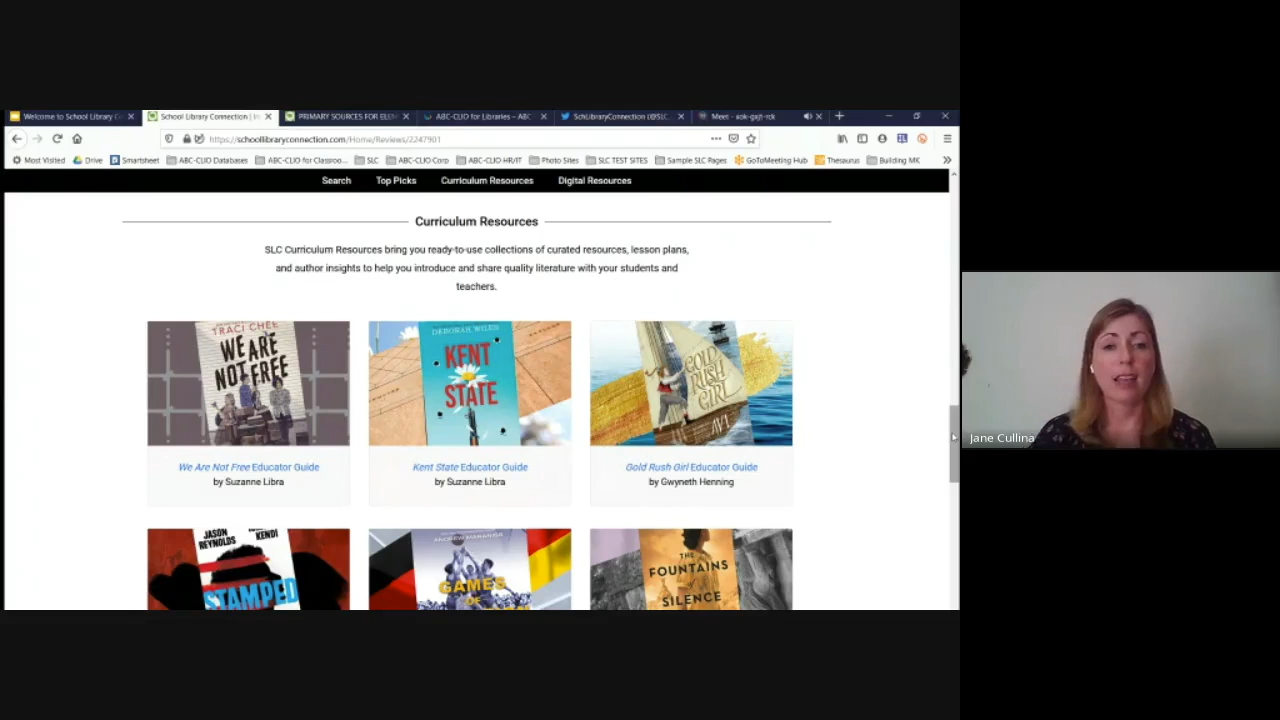 Welcome to School Library C
School Library Connection | In
PRIMARY SOURCES FOR ELEM
ABC-CLIO for Libraries – ABC
SchLibraryConnection (@SLC
Meet - aok-gxjt-rck
https://schoollibraryconnection.com/Home/Reviews/2247901
Most Visited
Drive
Smartsheet
ABC-CLIO Databases
ABC-CLIO for Classroo...
SLC
ABC-CLIO Corp
ABC-CLIO-HR/IT
Photo Sites
SLC TEST SITES
Sample SLC Pages
GoToMeeting Hub
Thesaurus
Building MK
Search
Top Picks
Curriculum Resources
Digital Resources
Curriculum Resources
SLC Curriculum Resources bring you ready-to-use collections of curated resources, lesson plans,
and author insights to help you introduce and share quality literature with your students and
teachers.
TRACI CHEE
WE ARE
NOT FREE
DEBORAH WILES
KENT
STATE
GOLD
RUSH
GIRL
AVI
We Are Not Free Educator Guide
by Suzanne Libra
Kent State Educator Guide
by Suzanne Libra
Gold Rush Girl Educator Guide
by Gwyneth Henning
JASON
REYNOLDS
KENDI
STAMPED
GAMES
OF
THE
FOUNTAINS
of
SILENCE
Jane Cullina